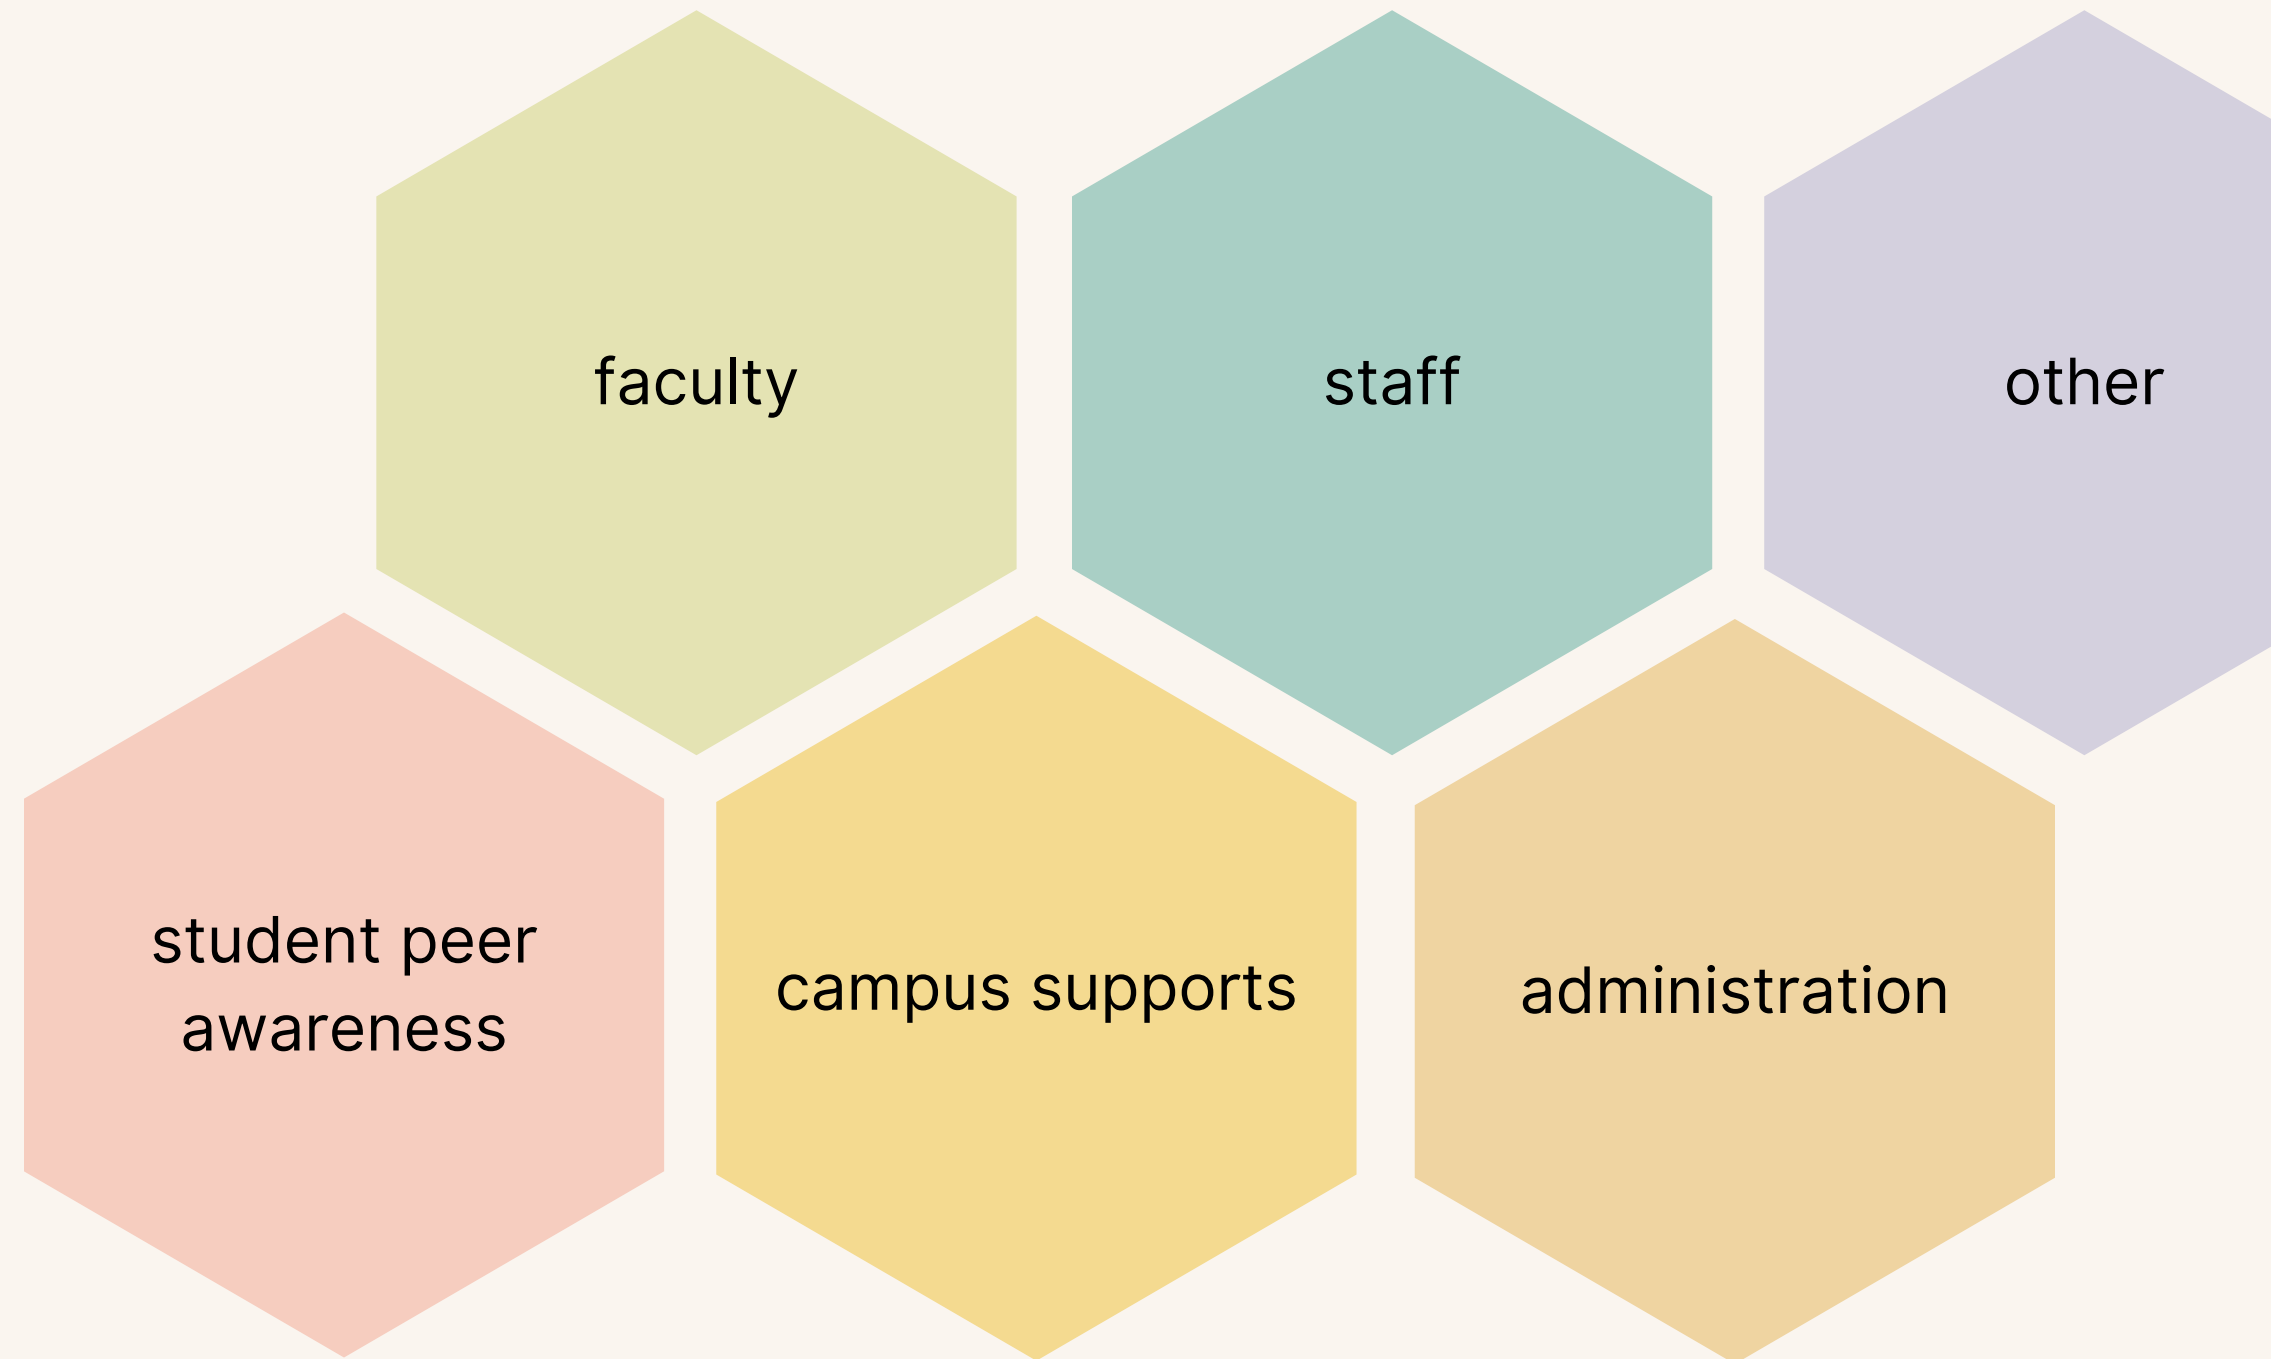 faculty
staff
other
student peer
awareness
campus supports
administration